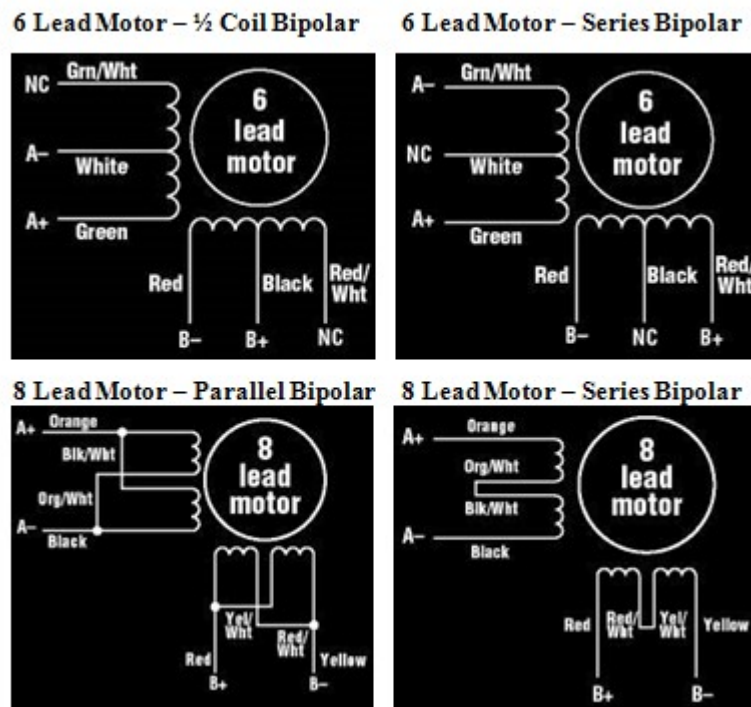 6 Lead Motor – ½ Coil Bipolar
NC
Grn/Wht
A–
White
A+
Green
6
lead
motor
Red
Black
Red/
Wht
B–
B+
NC
6 Lead Motor – Series Bipolar
A–
Grn/Wht
NC
White
A+
Green
6
lead
motor
Red
Black
Red/
Wht
B–
NC
B+
8 Lead Motor – Parallel Bipolar
A+
Orange
Blk/Wht
Org/Wht
A–
Black
8
lead
motor
Yel/
Wht
Red/
Wht
Red
Yellow
B+
B–
8 Lead Motor – Series Bipolar
A+
Orange
Org/Wht
Blk/Wht
A–
Black
8
lead
motor
Red
Red/
Wht
Yel/
Wht
Yellow
B+
B–